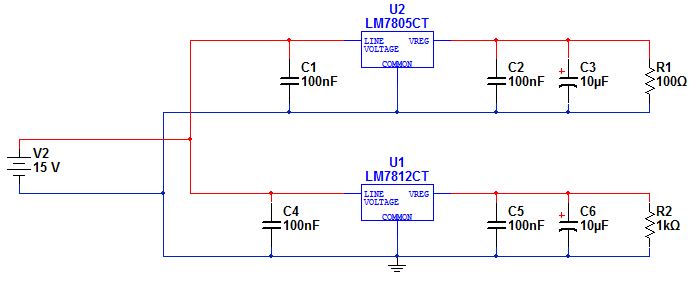 U2
LM7805CT
LINE VREG
VOLTAGE
COMMON
C1
100nF
C2
100nF
C3
10µF
R1
100Ω
+
V2
15 V
U1
LM7812CT
LINE VREG
VOLTAGE
COMMON
C4
100nF
C5
100nF
C6
10µF
R2
1kΩ
+